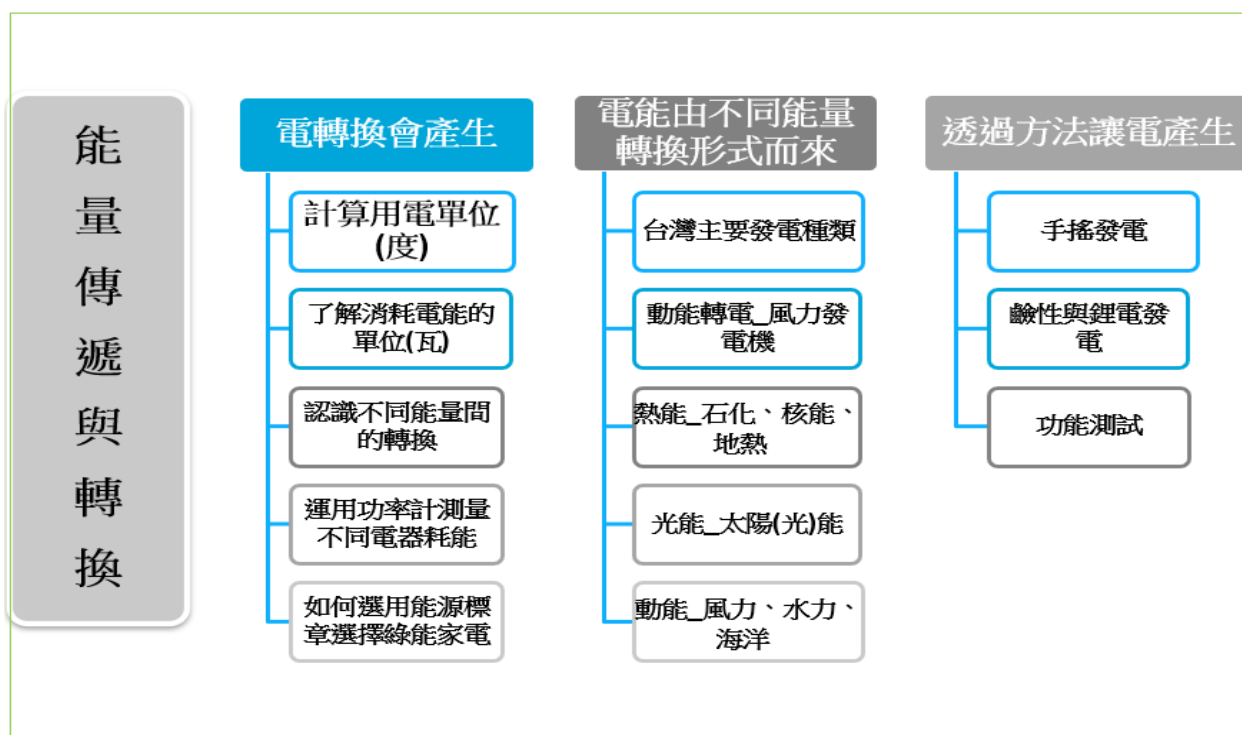 能量傳遞與轉換
電轉換會產生
計算用電單位
(度)
了解消耗電能的
單位(瓦)
認識不同能量間
的轉換
運用功率計測量
不同電器耗能
如何選用能源標
章選擇綠能家電
電能由不同能量
轉換形式而來
台灣主要發電種類
動能轉電_風力發
電機
熱能_石化、核能、
地熱
光能_太陽(光)能
動能_風力、水力、
海洋
透過方法讓電產生
手搖發電
鹼性與鋰電發
電
功能測試